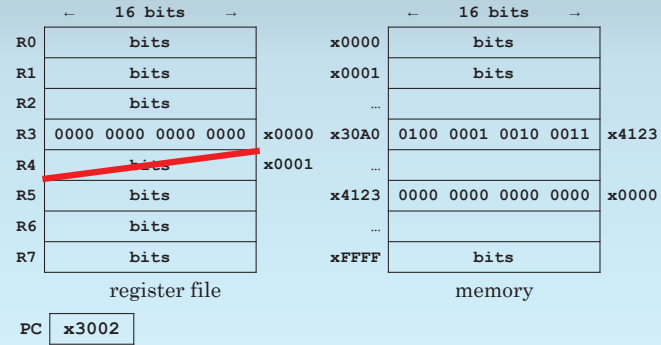 ← 16 bits → ← 16 bits →
R0 bits x0000 bits
R1 bits x0001 bits
R2 bits …
R3 0000 0000 0000 0000 x0000 x30A0 0100 0001 0010 0011 x4123
R4 bits x0001 …
R5 bits x4123 0000 0000 0000 0000 x0000
R6 bits …
R7 bits xFFFF bits
register file memory
PC x3002